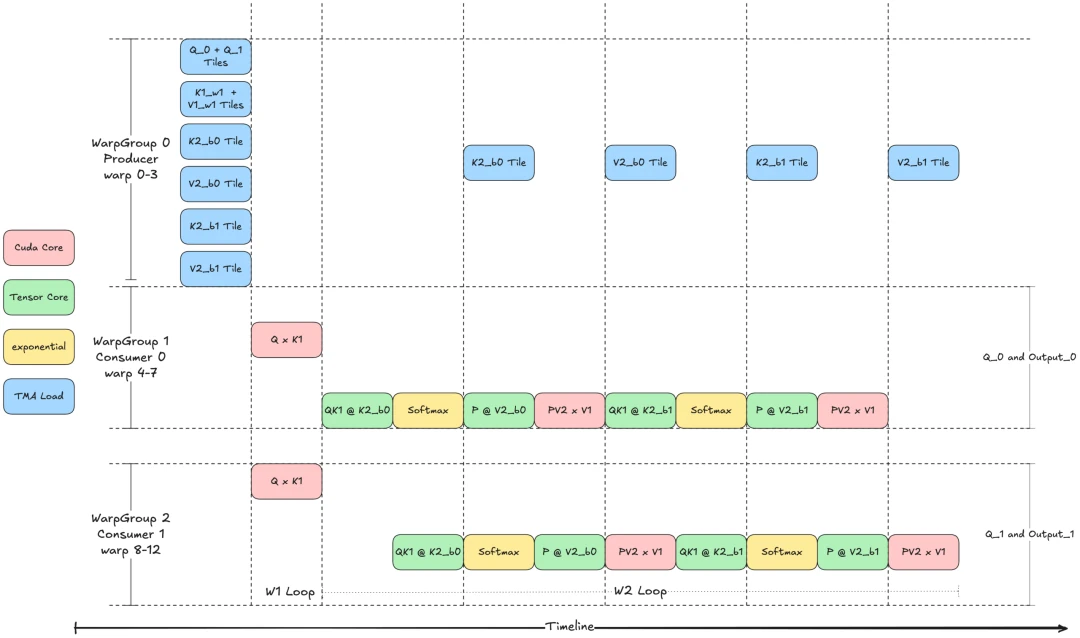 Q_0 + Q_1
Tiles
K1_w1 +
V1_w1 Tiles
K2_b0 Tile
V2_b0 Tile
K2_b1 Tile
V2_b1 Tile
WarpGroup 0
Producer
warp 0-3
K2_b0 Tile
V2_b0 Tile
K2_b1 Tile
V2_b1 Tile
Cuda Core
Tensor Core
exponential
TMA Load
WarpGroup 1
Consumer 0
warp 4-7
Q x K1
QK1 @ K2_b0
Softmax
P @ V2_b0
PV2 x V1
QK1 @ K2_b1
Softmax
P @ V2_b1
PV2 x V1
Q_0 and Output_0
WarpGroup 2
Consumer 1
warp 8-12
Q x K1
QK1 @ K2_b0
Softmax
P @ V2_b0
PV2 x V1
QK1 @ K2_b1
Softmax
P @ V2_b1
PV2 x V1
Q_1 and Output_1
W1 Loop
W2 Loop
Timeline